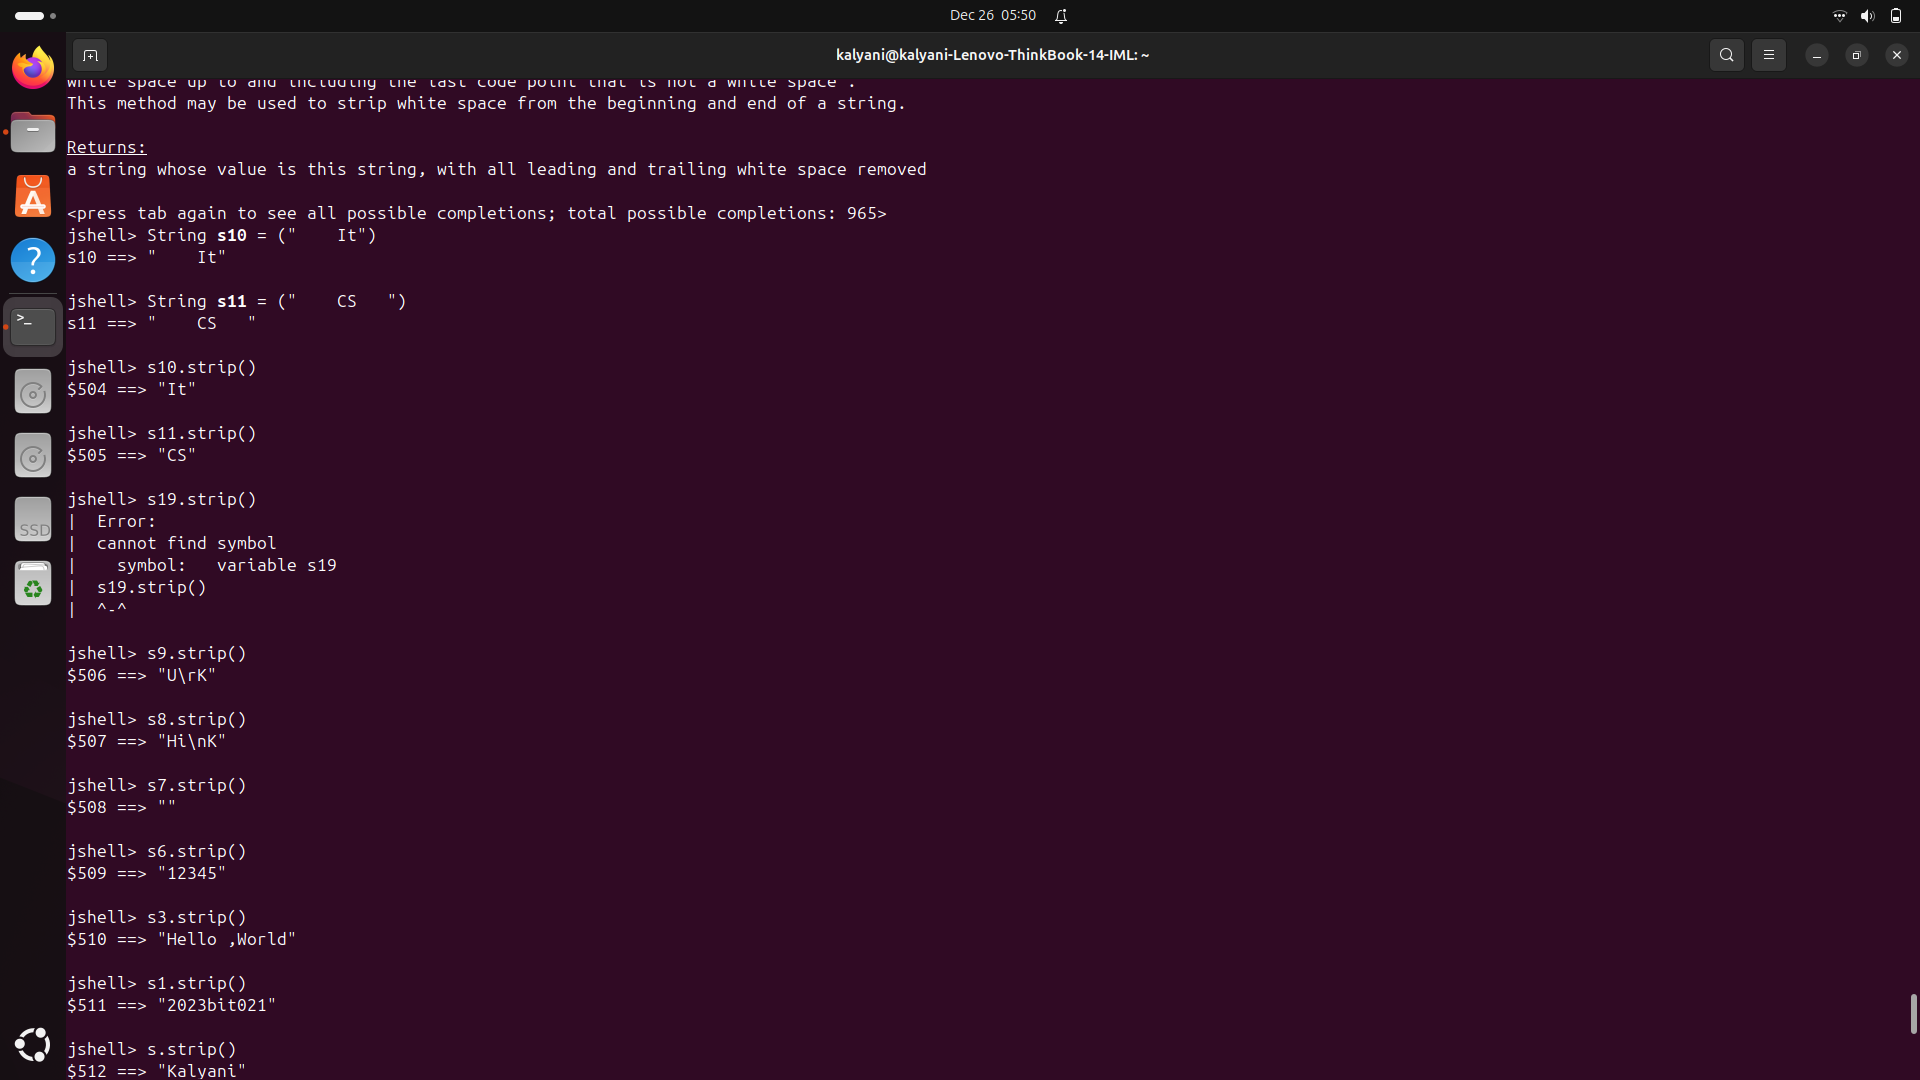 Dec 26 05:50
kalyani@kalyani-Lenovo-ThinkBook-14-IML: ~
white space up to and including the last code point that is not a white space .
This method may be used to strip white space from the beginning and end of a string.
Returns:
a string whose value is this string, with all leading and trailing white space removed
<press tab again to see all possible completions; total possible completions: 965>
jshell> String s10 = ("    It")
s10 ==> "    It"
jshell> String s11 = ("    CS   ")
s11 ==> "    CS   "
jshell> s10.strip()
$504 ==> "It"
jshell> s11.strip()
$505 ==> "CS"
jshell> s19.strip()
|  Error:
|  cannot find symbol
|    symbol:   variable s19
|  s19.strip()
|  ^-^
jshell> s9.strip()
$506 ==> "U\rK"
jshell> s8.strip()
$507 ==> "Hi\nK"
jshell> s7.strip()
$508 ==> ""
jshell> s6.strip()
$509 ==> "12345"
jshell> s3.strip()
$510 ==> "Hello ,World"
jshell> s1.strip()
$511 ==> "2023bit021"
jshell> s.strip()
$512 ==> "Kalyani"
SSD